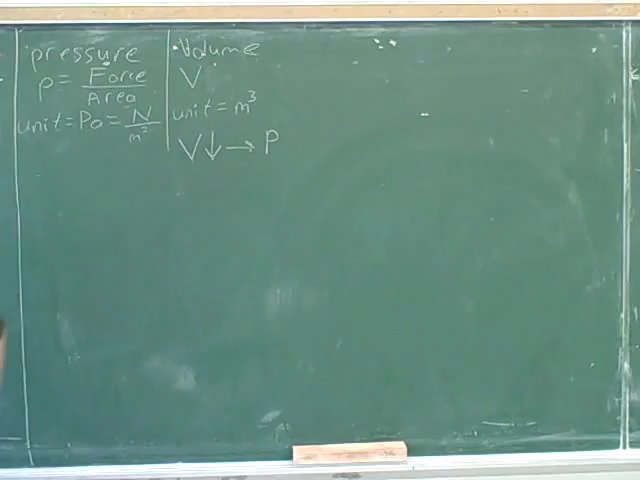 pressure
p = Force
Area
unit = Pa = N
m²
Volume
V
unit = m³
V↓ → P